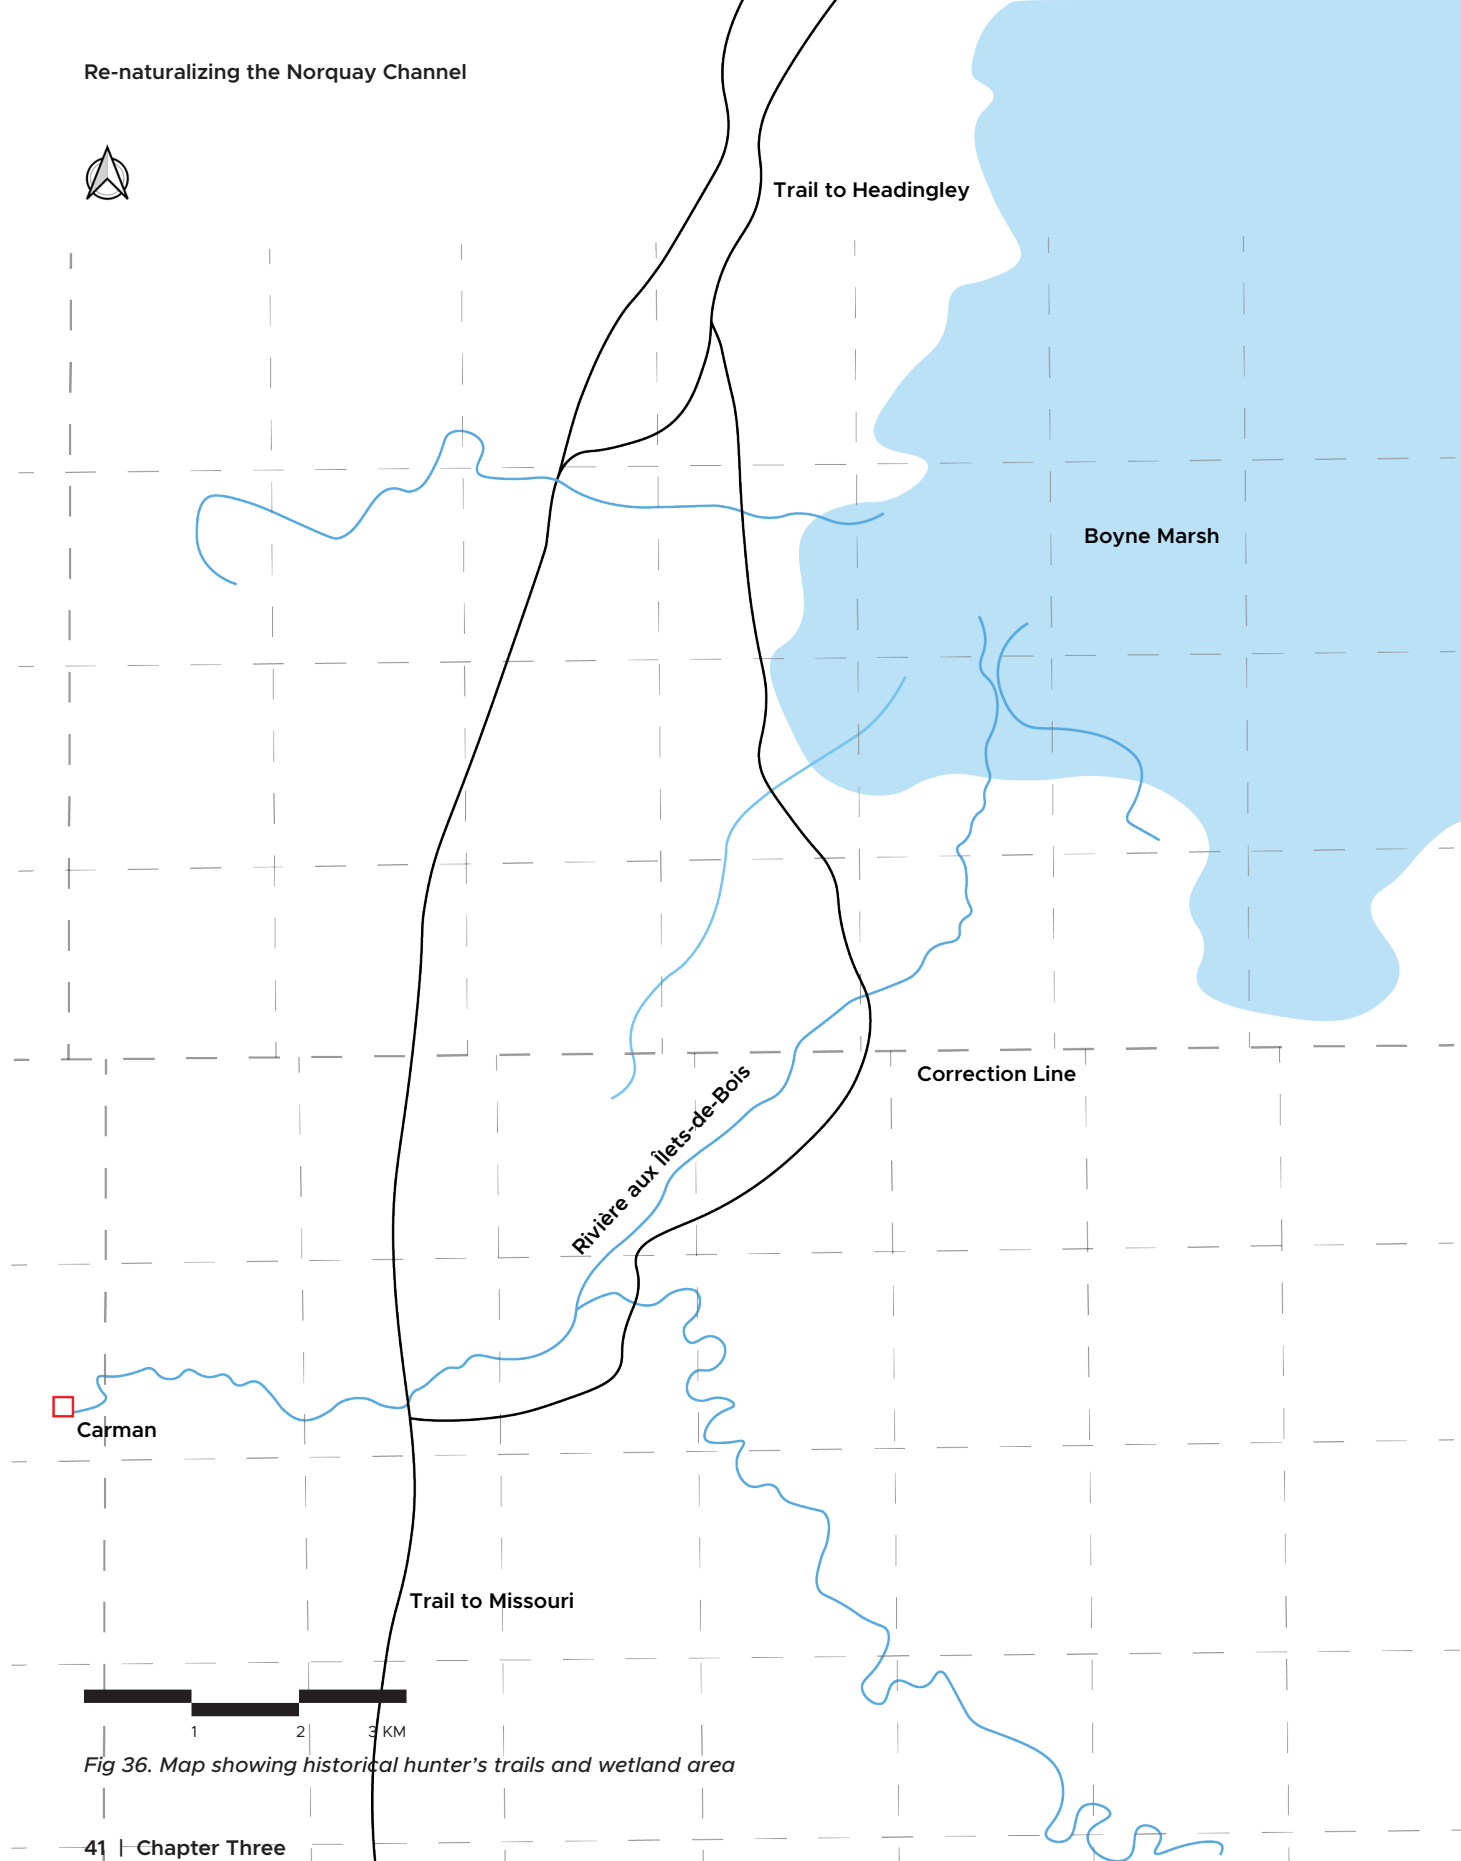 Re-naturalizing the Norquay Channel
Trail to Headingley
Boyne Marsh
Correction Line
Rivière aux Îlets-de-Bois
Carman
Trail to Missouri
1 2 3 KM
Fig 36. Map showing historical hunter’s trails and wetland area
41 | Chapter Three